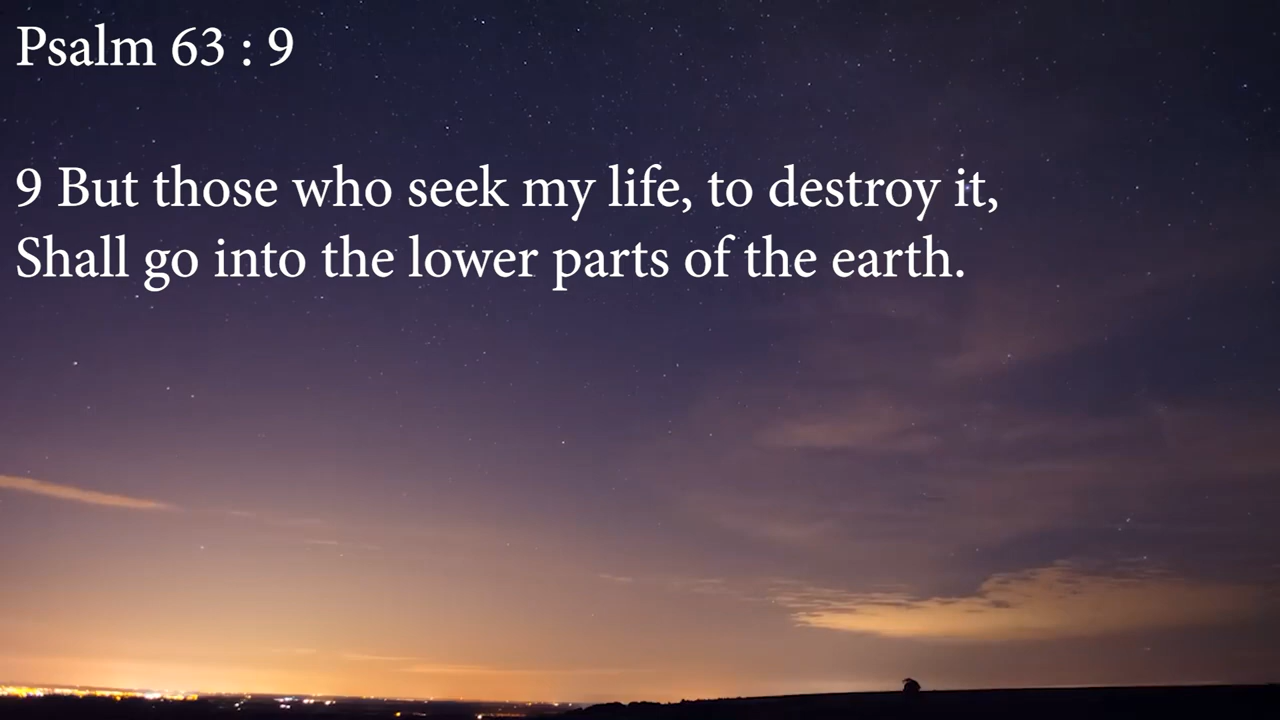 Psalm 63 : 9
9 But those who seek my life, to destroy it,
Shall go into the lower parts of the earth.